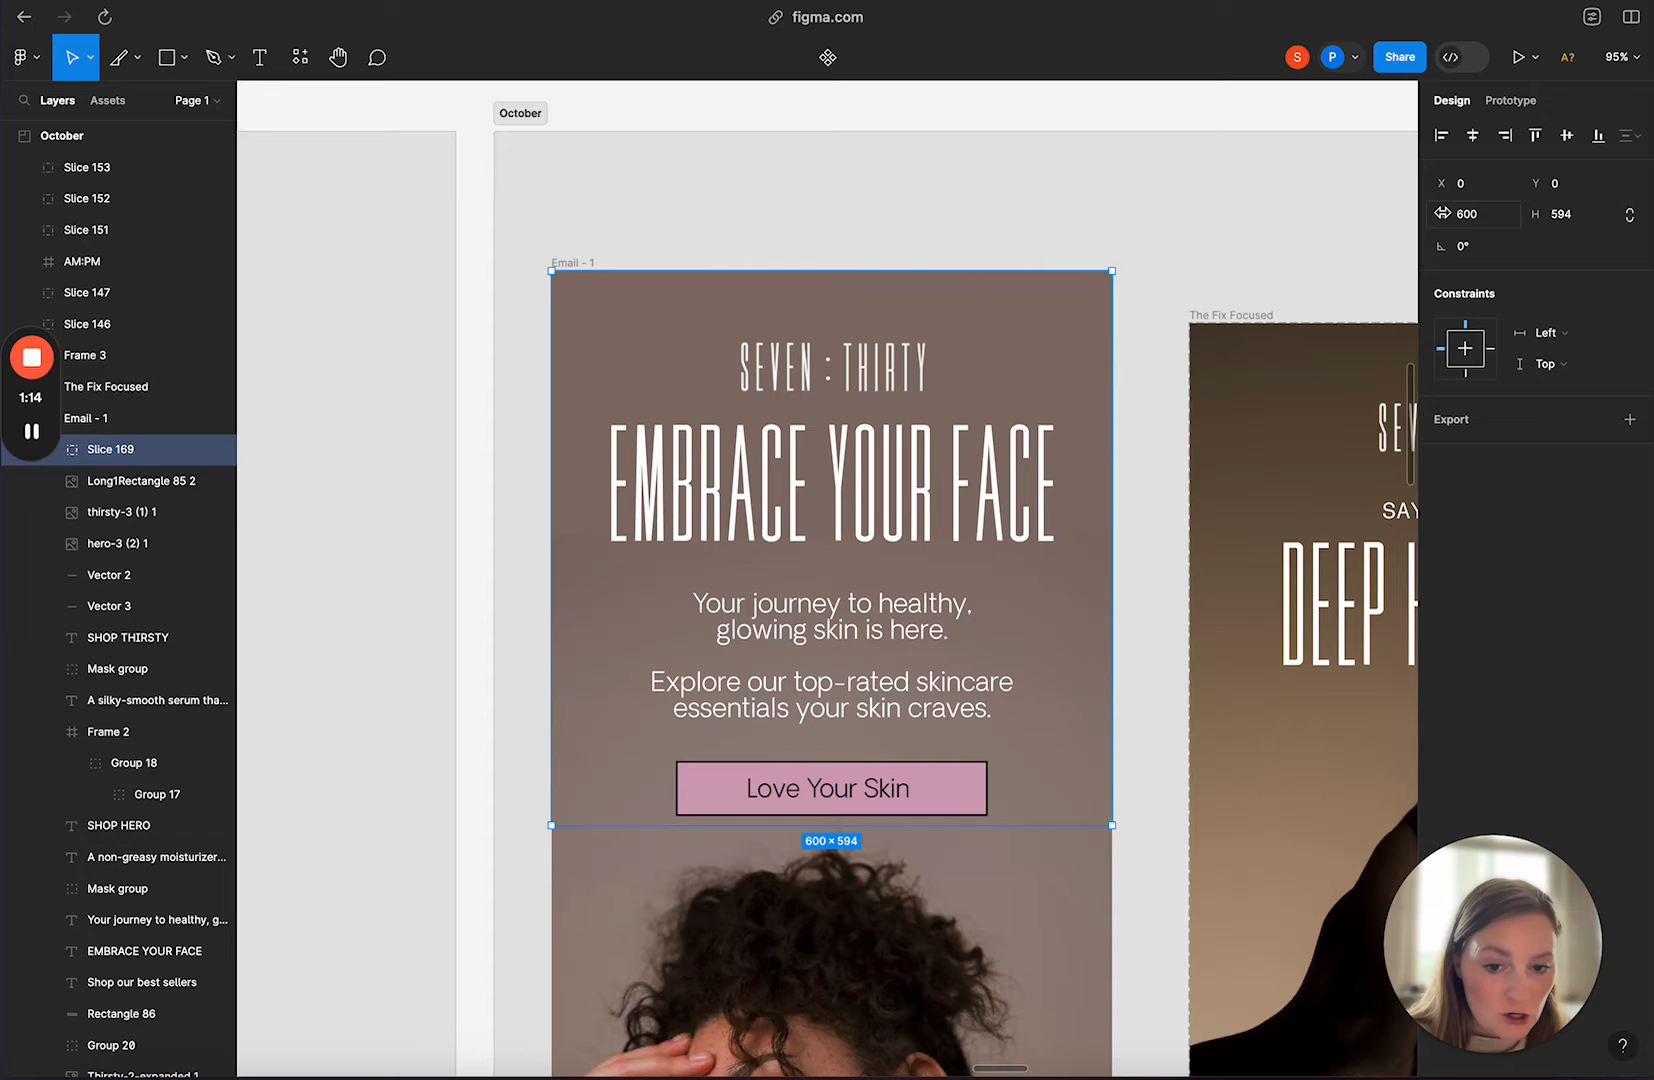 figma.com
S
P
Share
A?
95%
Layers
Assets
Page 1
October
Slice 153
Slice 152
Slice 151
AM:PM
Slice 147
Slice 146
Frame 3
The Fix Focused
Email - 1
Slice 169
Long1Rectangle 85 2
thirsty-3 (1) 1
hero-3 (2) 1
Vector 2
Vector 3
SHOP THIRSTY
Mask group
A silky-smooth serum tha...
Frame 2
Group 18
Group 17
SHOP HERO
A non-greasy moisturizer...
Mask group
Your journey to healthy, g...
EMBRACE YOUR FACE
Shop our best sellers
Rectangle 86
Group 20
Thirsty-2-expanded 1
1:14
October
Email - 1
SEVEN : THIRTY
EMBRACE YOUR FACE
Your journey to healthy,
glowing skin is here.
Explore our top-rated skincare
essentials your skin craves.
Love Your Skin
600 × 594
The Fix Focused
SEV
SAY
DEEP H
Design
Prototype
X 0
Y 0
600
H 594
0°
Constraints
Left
Top
Export
?